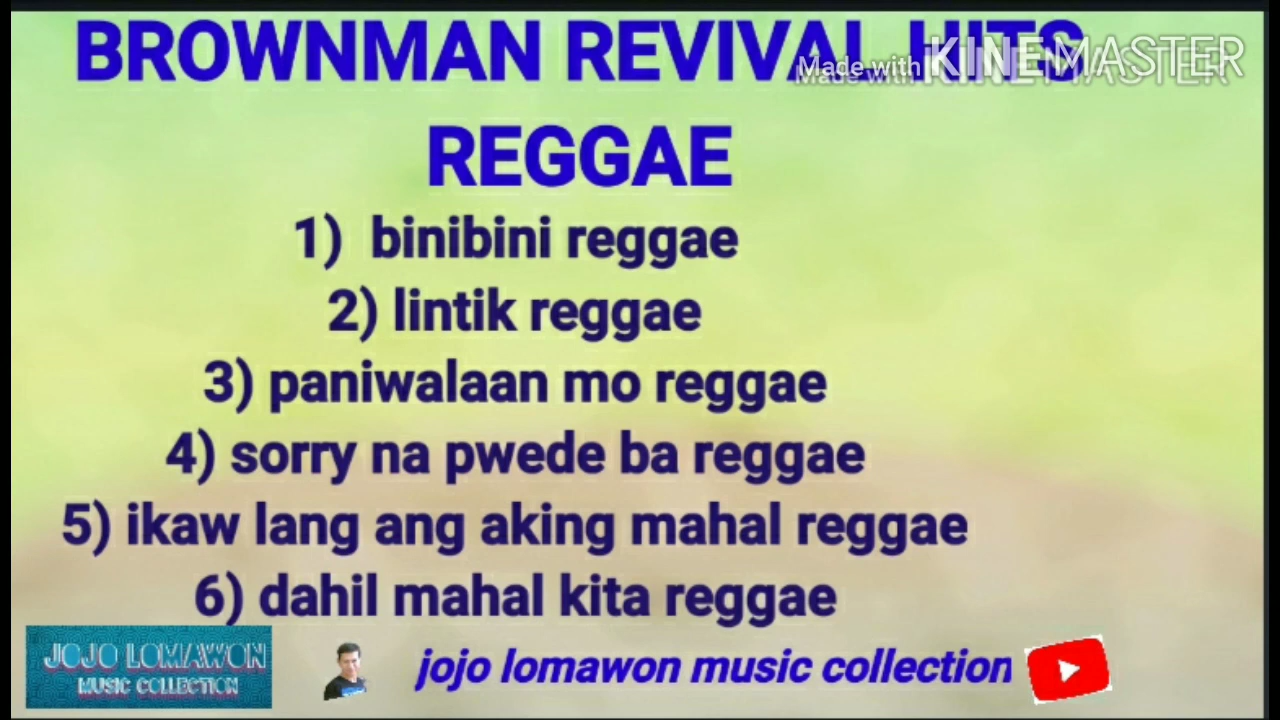 BROWNMAN REVIVAL HITS
Made with KINEMASTER
REGGAE
1) binibini reggae
2) lintik reggae
3) paniwalaan mo reggae
4) sorry na pwede ba reggae
5) ikaw lang ang aking mahal reggae
6) dahil mahal kita reggae
JOJO LOMAWON
MUSIC COLLECTION
jojo lomawon music collection